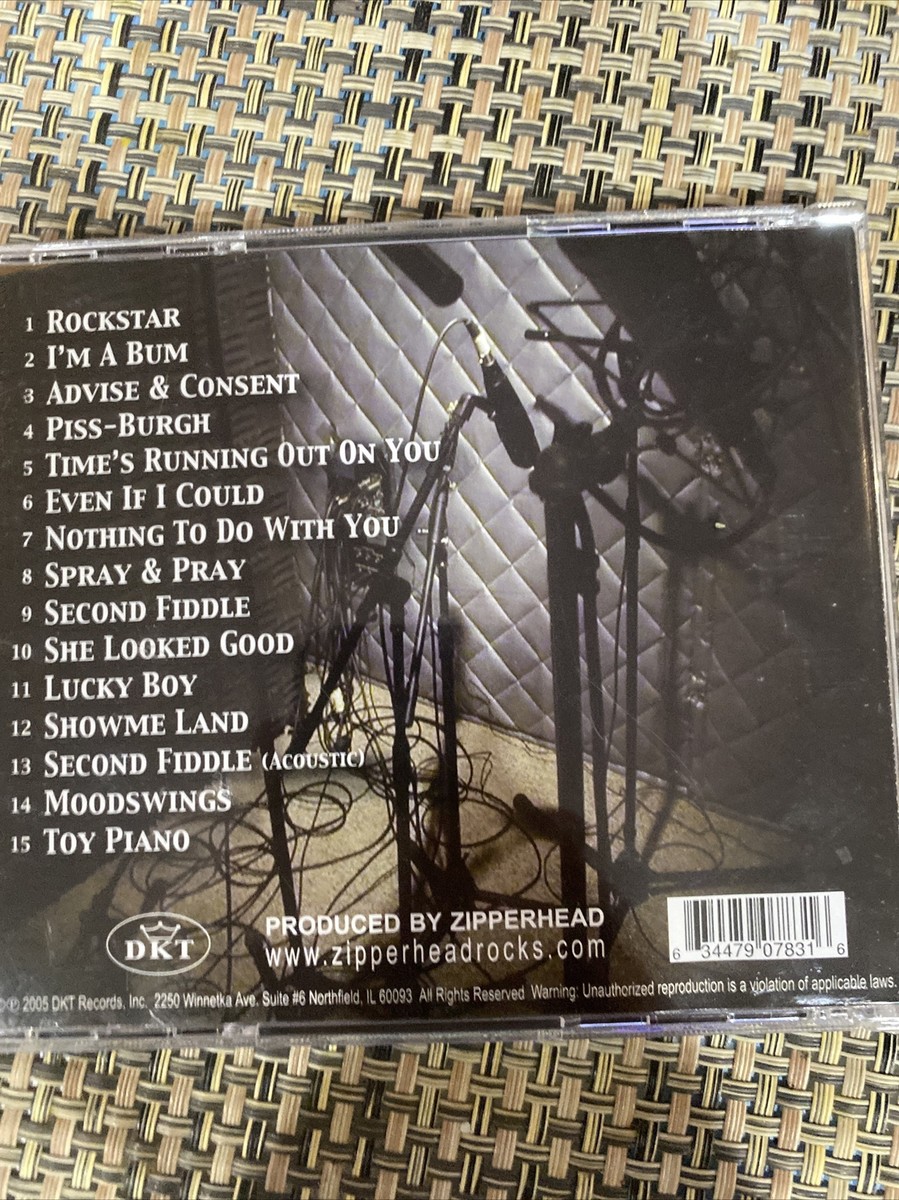 1 ROCKSTAR
2 I'M A BUM
3 ADVISE & CONSENT
4 PISS-BURGH
5 TIME'S RUNNING OUT ON YOU
6 EVEN IF I COULD
7 NOTHING TO DO WITH YOU
8 SPRAY & PRAY
9 SECOND FIDDLE
10 SHE LOOKED GOOD
11 LUCKY BOY
12 SHOWME LAND
13 SECOND FIDDLE (ACOUSTIC)
14 MOODSWINGS
15 TOY PIANO
DKT
PRODUCED BY ZIPPERHEAD
www.zipperheadrocks.com
6 34479 07831 6
©℗ 2005 DKT Records, Inc. 2250 Winnetka Ave. Suite #6 Northfield, IL 60093 All Rights Reserved Warning: Unauthorized reproduction is a violation of applicable laws.